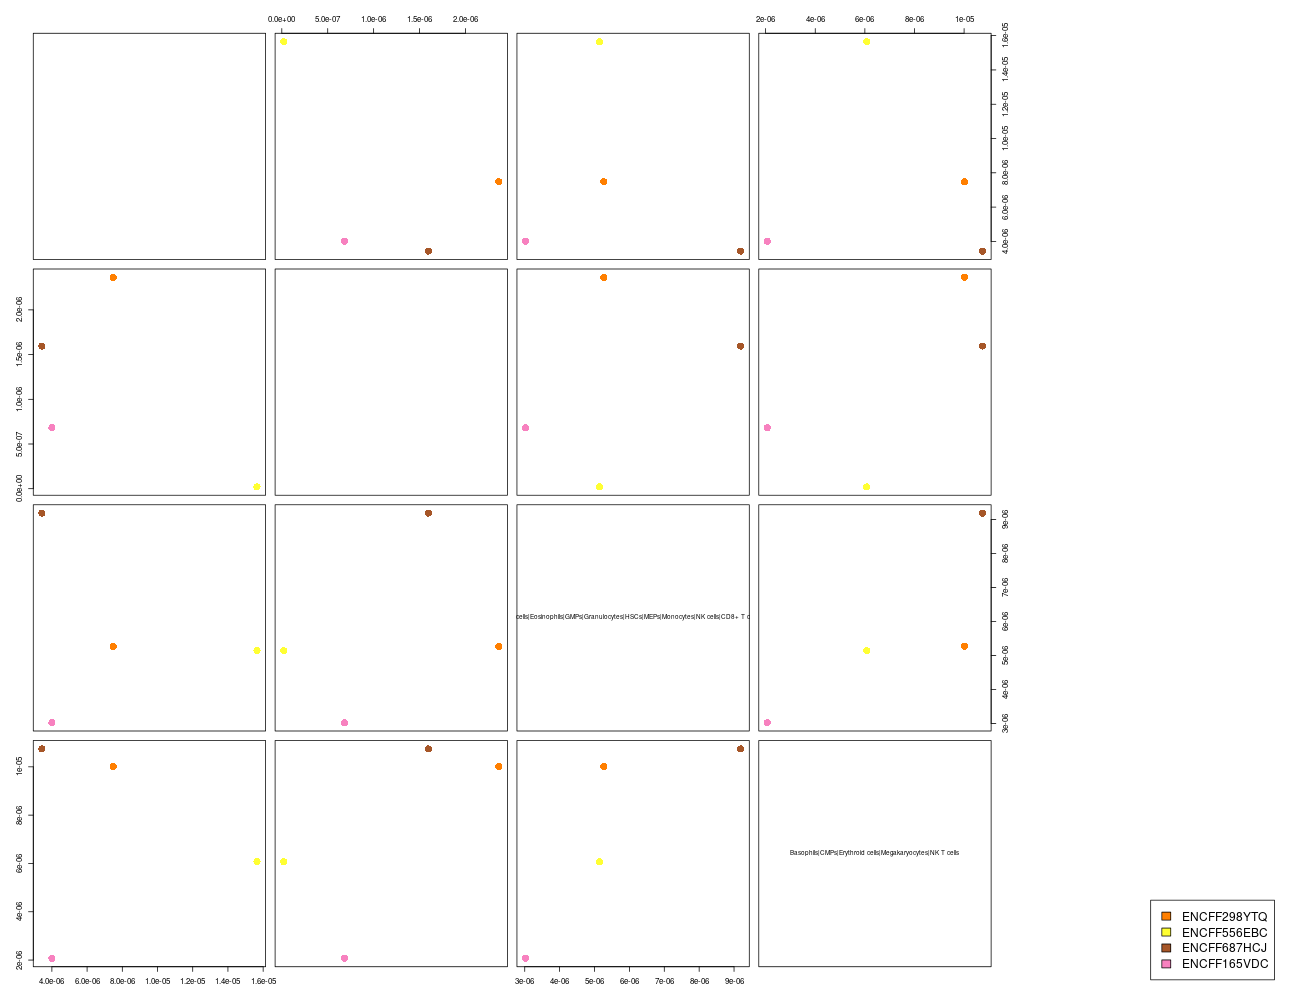 0.0e+00 5.0e-07 1.0e-06 1.5e-06 2.0e-06
2e-06 4e-06 6e-06 8e-06 1e-05
4.0e-06 6.0e-06 8.0e-06 1.0e-05 1.2e-05 1.4e-05 1.6e-05
0.0e+00 5.0e-07 1.0e-06 1.5e-06 2.0e-06
cells|Eosinophils|GMPs|Granulocytes|HSCs|MEPs|Monocytes|NK cells|CD8+ T c
3e-06 4e-06 5e-06 6e-06 7e-06 8e-06 9e-06
2e-06 4e-06 6e-06 8e-06 1e-05
Basophils|CMPs|Erythroid cells|Megakaryocytes|NK T cells
4.0e-06 6.0e-06 8.0e-06 1.0e-05 1.2e-05 1.4e-05 1.6e-05
3e-06 4e-06 5e-06 6e-06 7e-06 8e-06 9e-06
ENCFF298YTQ
ENCFF556EBC
ENCFF687HCJ
ENCFF165VDC